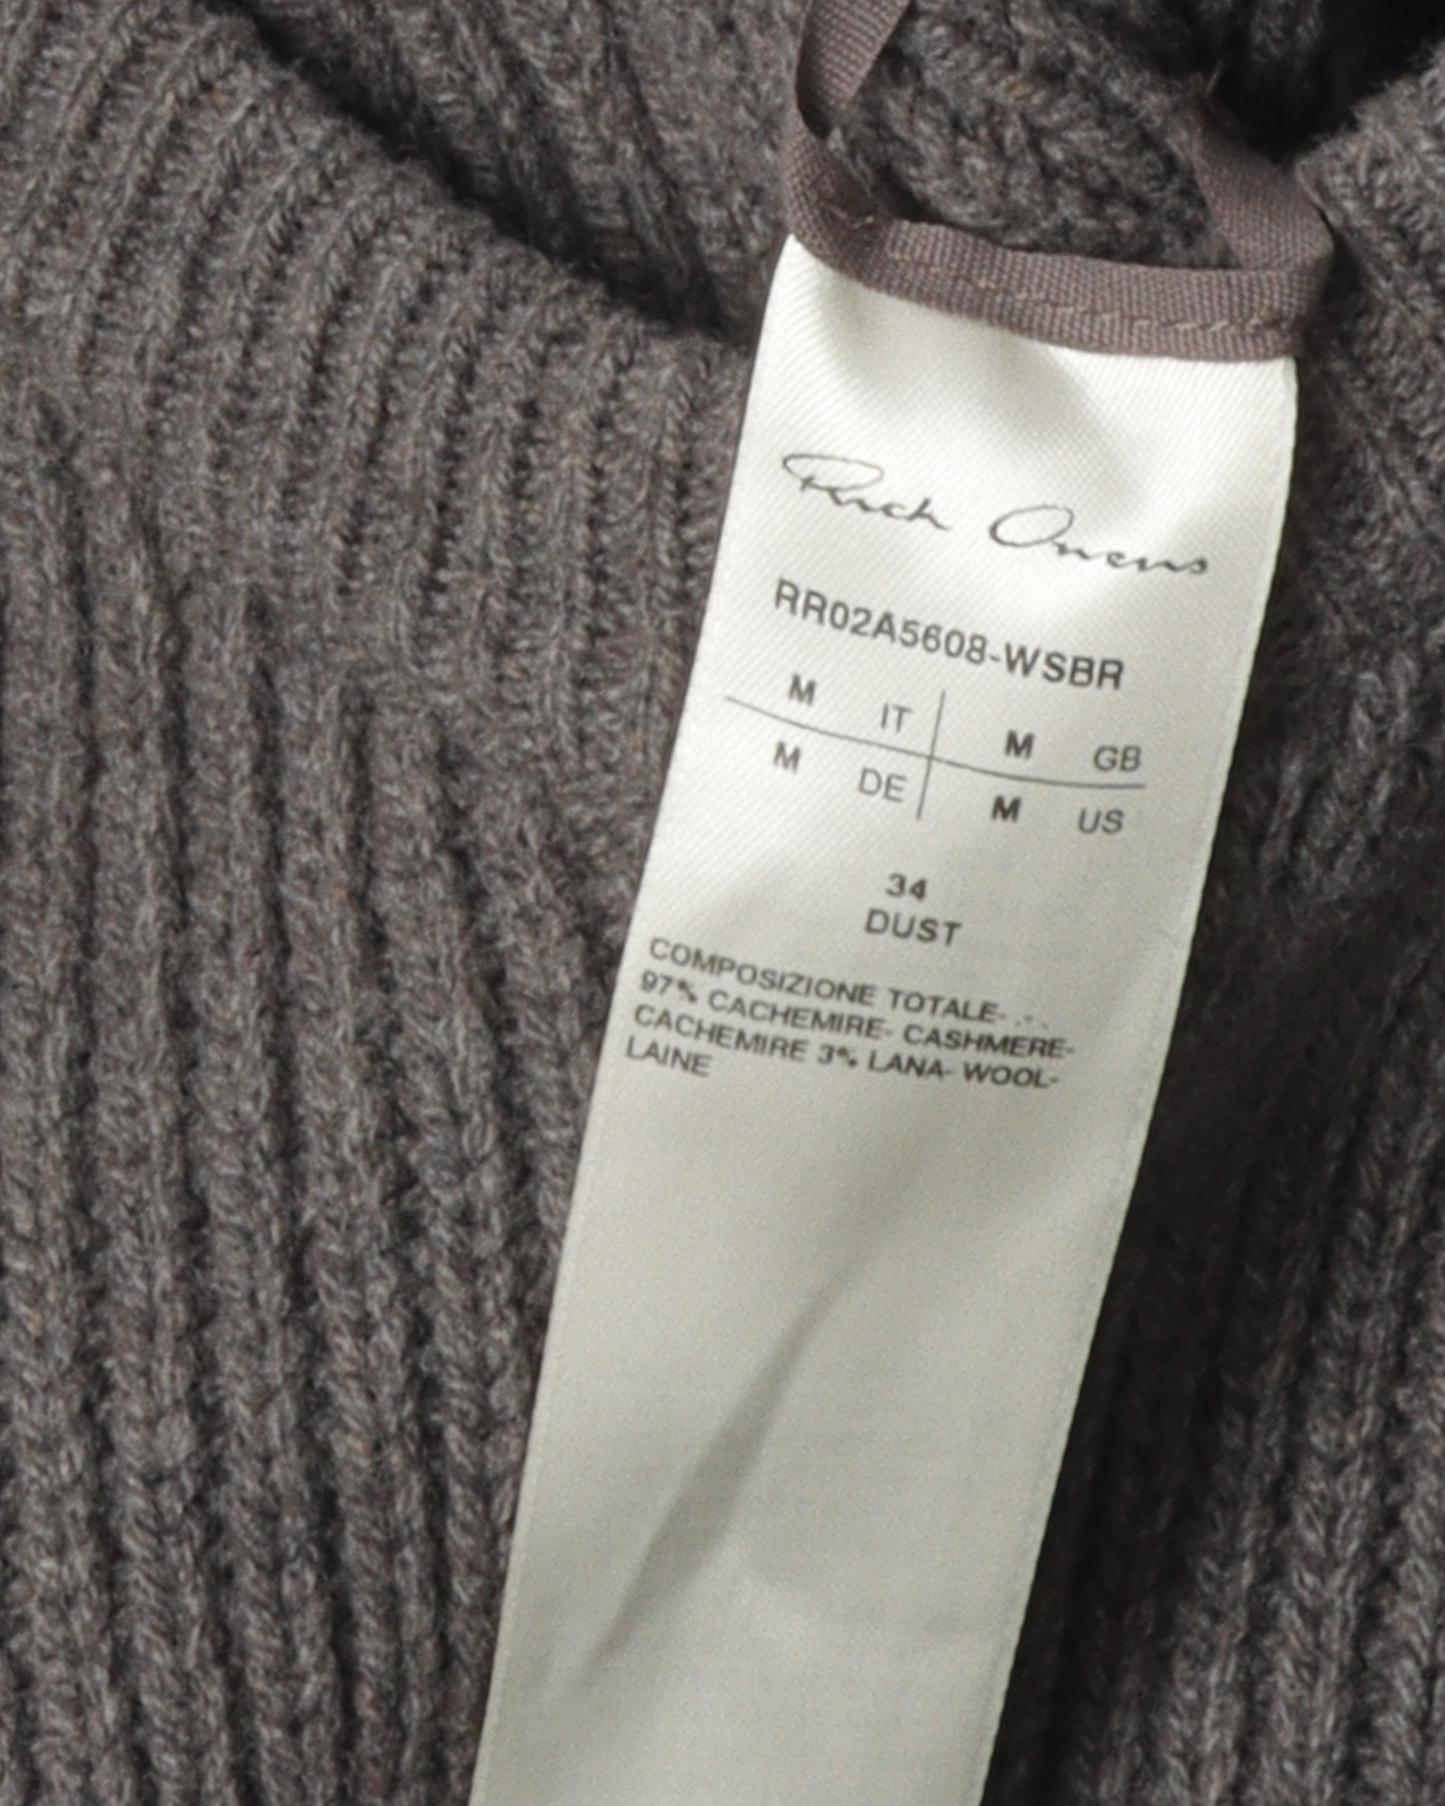 Rick Owens
RR02A5608-WSBR
M IT M GB
M DE M US
34
DUST
COMPOSIZIONE TOTALE- .-.
97% CACHEMIRE- CASHMERE-
CACHEMIRE 3% LANA- WOOL-
LAINE